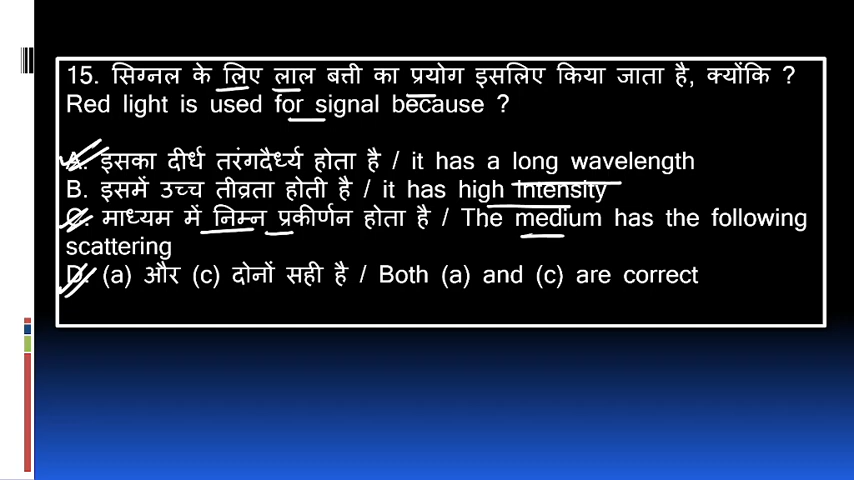 15. सिग्नल के लिए लाल बत्ती का प्रयोग इसलिए किया जाता है, क्योंकि ?
Red light is used for signal because ?
A. इसका दीर्ध तरंगदैर्ध्य होता है / it has a long wavelength
B. इसमें उच्च तीव्रता होती है / it has high intensity
C. माध्यम में निम्न प्रकीर्णन होता है / The medium has the following
scattering
D. (a) और (c) दोनों सही है / Both (a) and (c) are correct